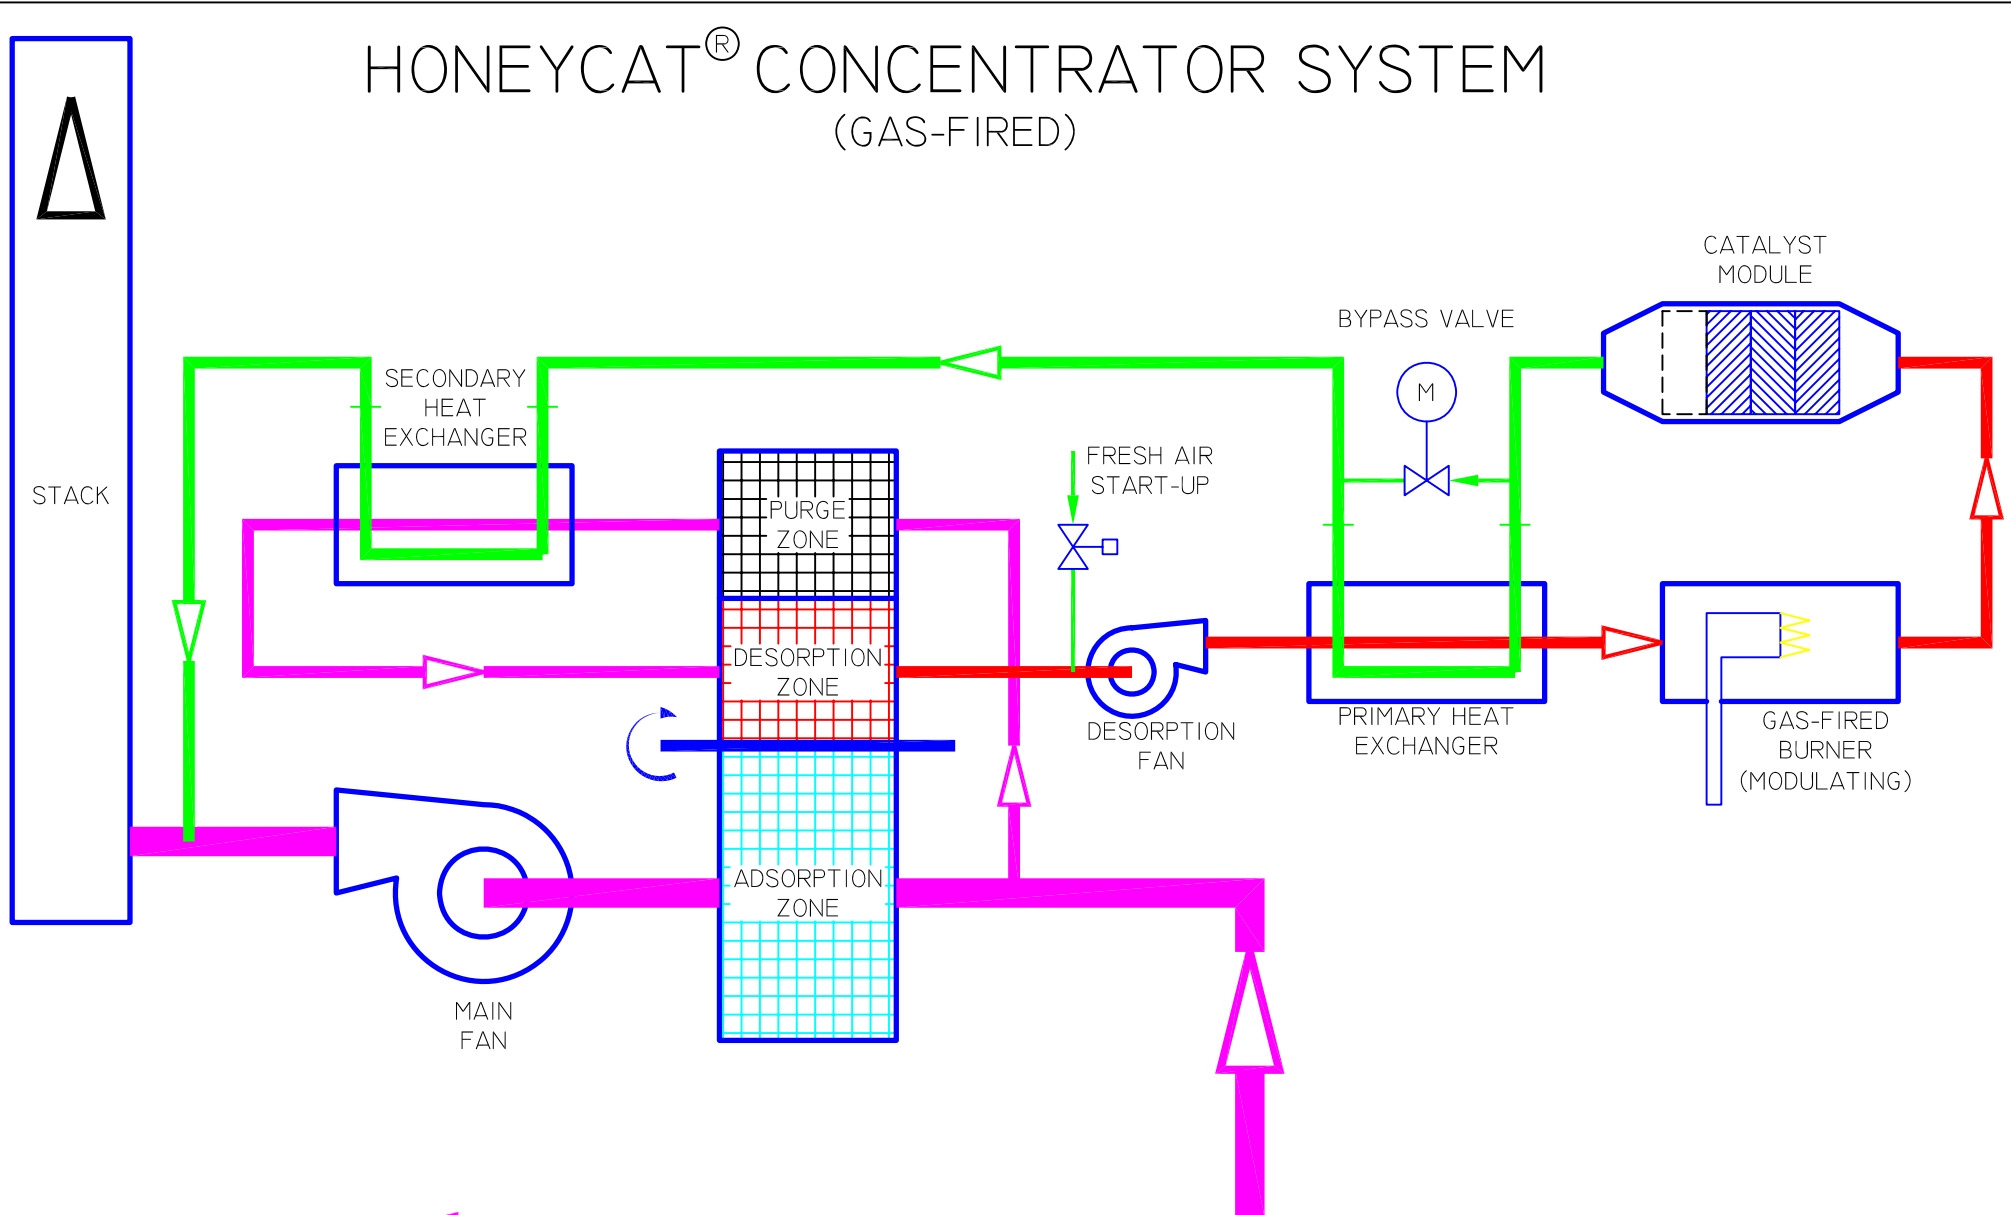 HONEYCAT® CONCENTRATOR SYSTEM
(GAS-FIRED)
CATALYST
MODULE
BYPASS VALVE
M
SECONDARY
HEAT
EXCHANGER
FRESH AIR
START-UP
STACK
PURGE
ZONE
DESORPTION
ZONE
DESORPTION
FAN
PRIMARY HEAT
EXCHANGER
GAS-FIRED
BURNER
(MODULATING)
ADSORPTION
ZONE
MAIN
FAN